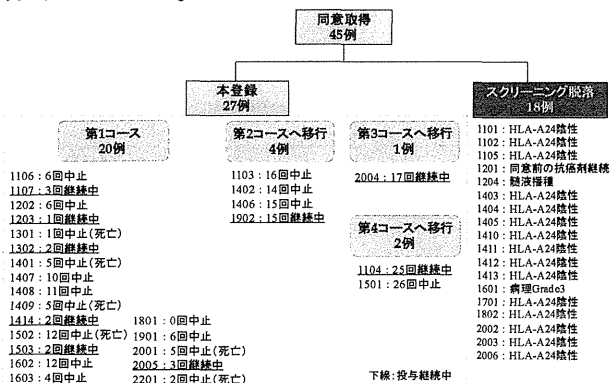 同意取得
45例
本登録
27例
スクリーニング脱落
18例
第1コース
20例
1106：6回中止
1107：3回継続中
1202：6回中止
1203：1回継続中
1301：1回中止(死亡)
1302：2回継続中
1401：5回中止(死亡)
1407：10回中止
1408：11回中止
1409：5回中止(死亡)
1414：2回継続中
1502：12回中止(死亡)
1503：2回継続中
1602：12回中止
1603：4回中止
1801：0回中止
1901：6回中止
2001：5回中止(死亡)
2005：3回継続中
2201：2回中止(死亡)
第2コースへ移行
4例
1103：16回中止
1402：14回中止
1406：15回中止
1902：15回継続中
第3コースへ移行
1例
2004：17回継続中
第4コースへ移行
2例
1104：25回継続中
1501：26回中止
下線：投与継続中
1101：HLA-A24陰性
1102：HLA-A24陰性
1105：HLA-A24陰性
1201：同意前の抗癌剤継続
1204：髄液播種
1403：HLA-A24陰性
1404：HLA-A24陰性
1405：HLA-A24陰性
1410：HLA-A24陰性
1411：HLA-A24陰性
1412：HLA-A24陰性
1413：HLA-A24陰性
1601：病理Grade3
1701：HLA-A24陰性
1802：HLA-A24陰性
2002：HLA-A24陰性
2003：HLA-A24陰性
2006：HLA-A24陰性